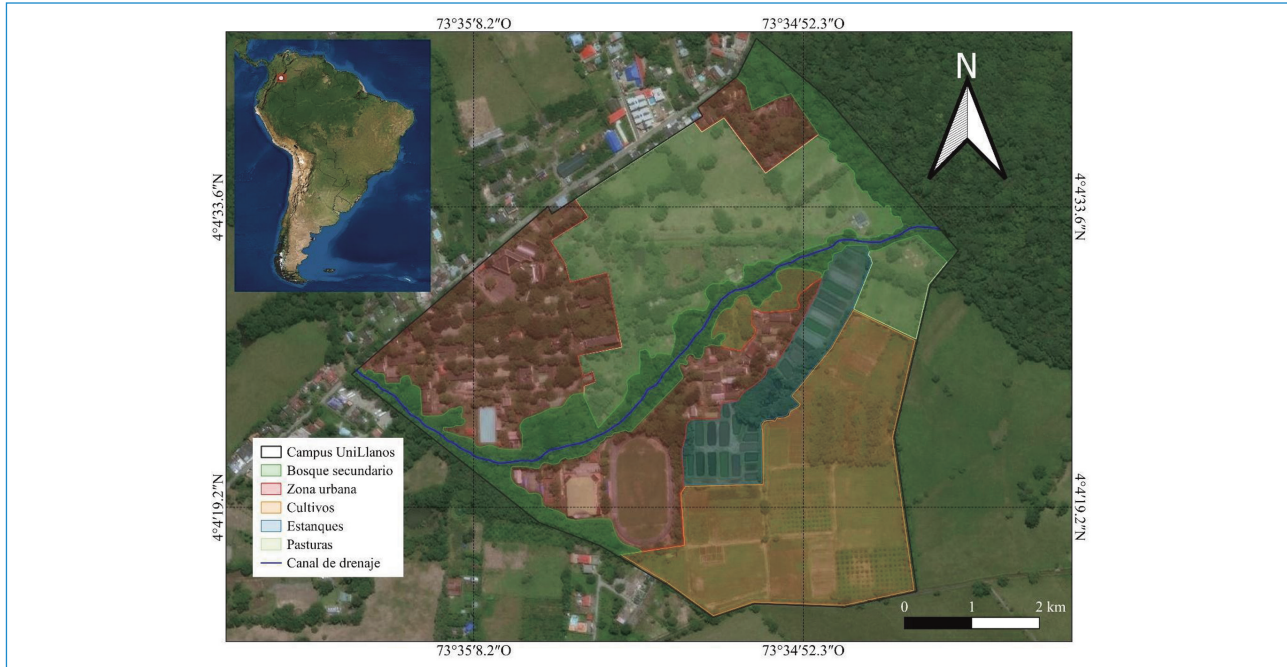 73°35'8.2"O
73°34'52.3"O
N
4°4'33.6"N
4°4'33.6"N
Campus UniLlanos
Bosque secundario
Zona urbana
Cultivos
Estanques
Pasturas
Canal de drenaje
4°4'19.2"N
4°4'19.2"N
0 1 2 km
73°35'8.2"O
73°34'52.3"O